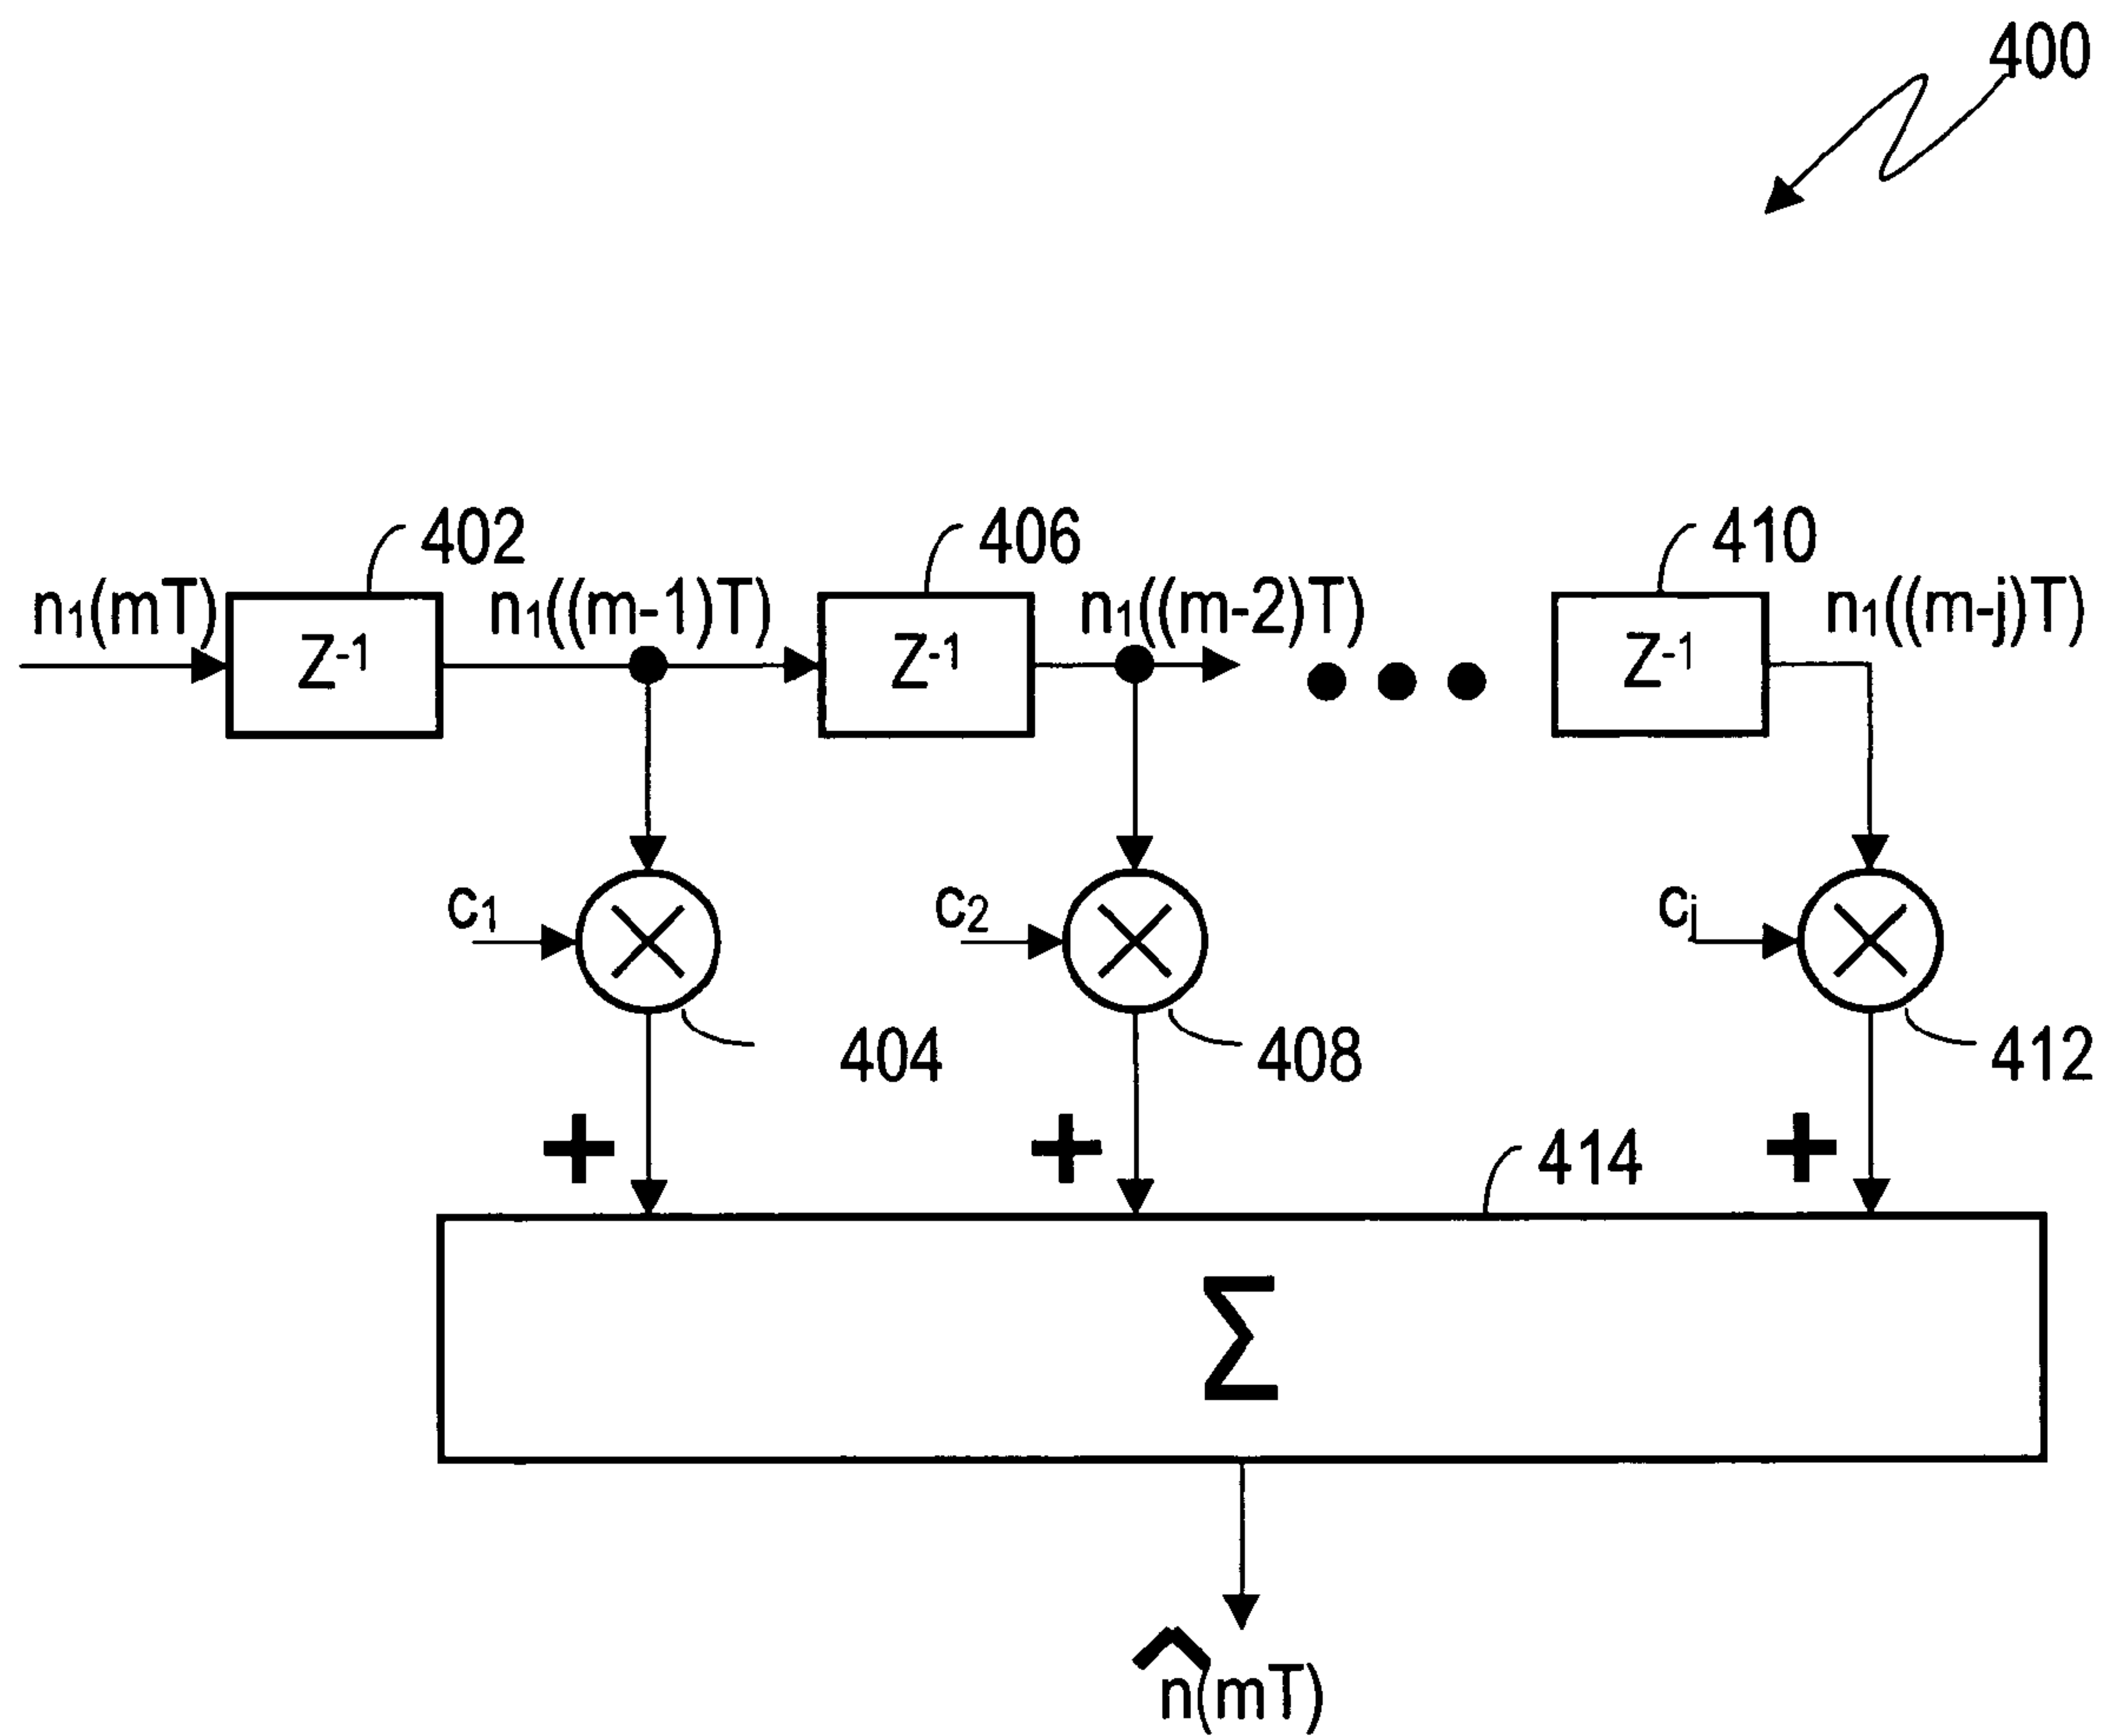 400
402
406
410
n₁(mT)
n₁((m-1)T)
n₁((m-2)T)
n₁((m-j)T)
Z⁻¹
Z⁻¹
Z⁻¹
c₁
c₂
cⱼ
404
408
412
+
+
+
414
Σ
n̂(mT)